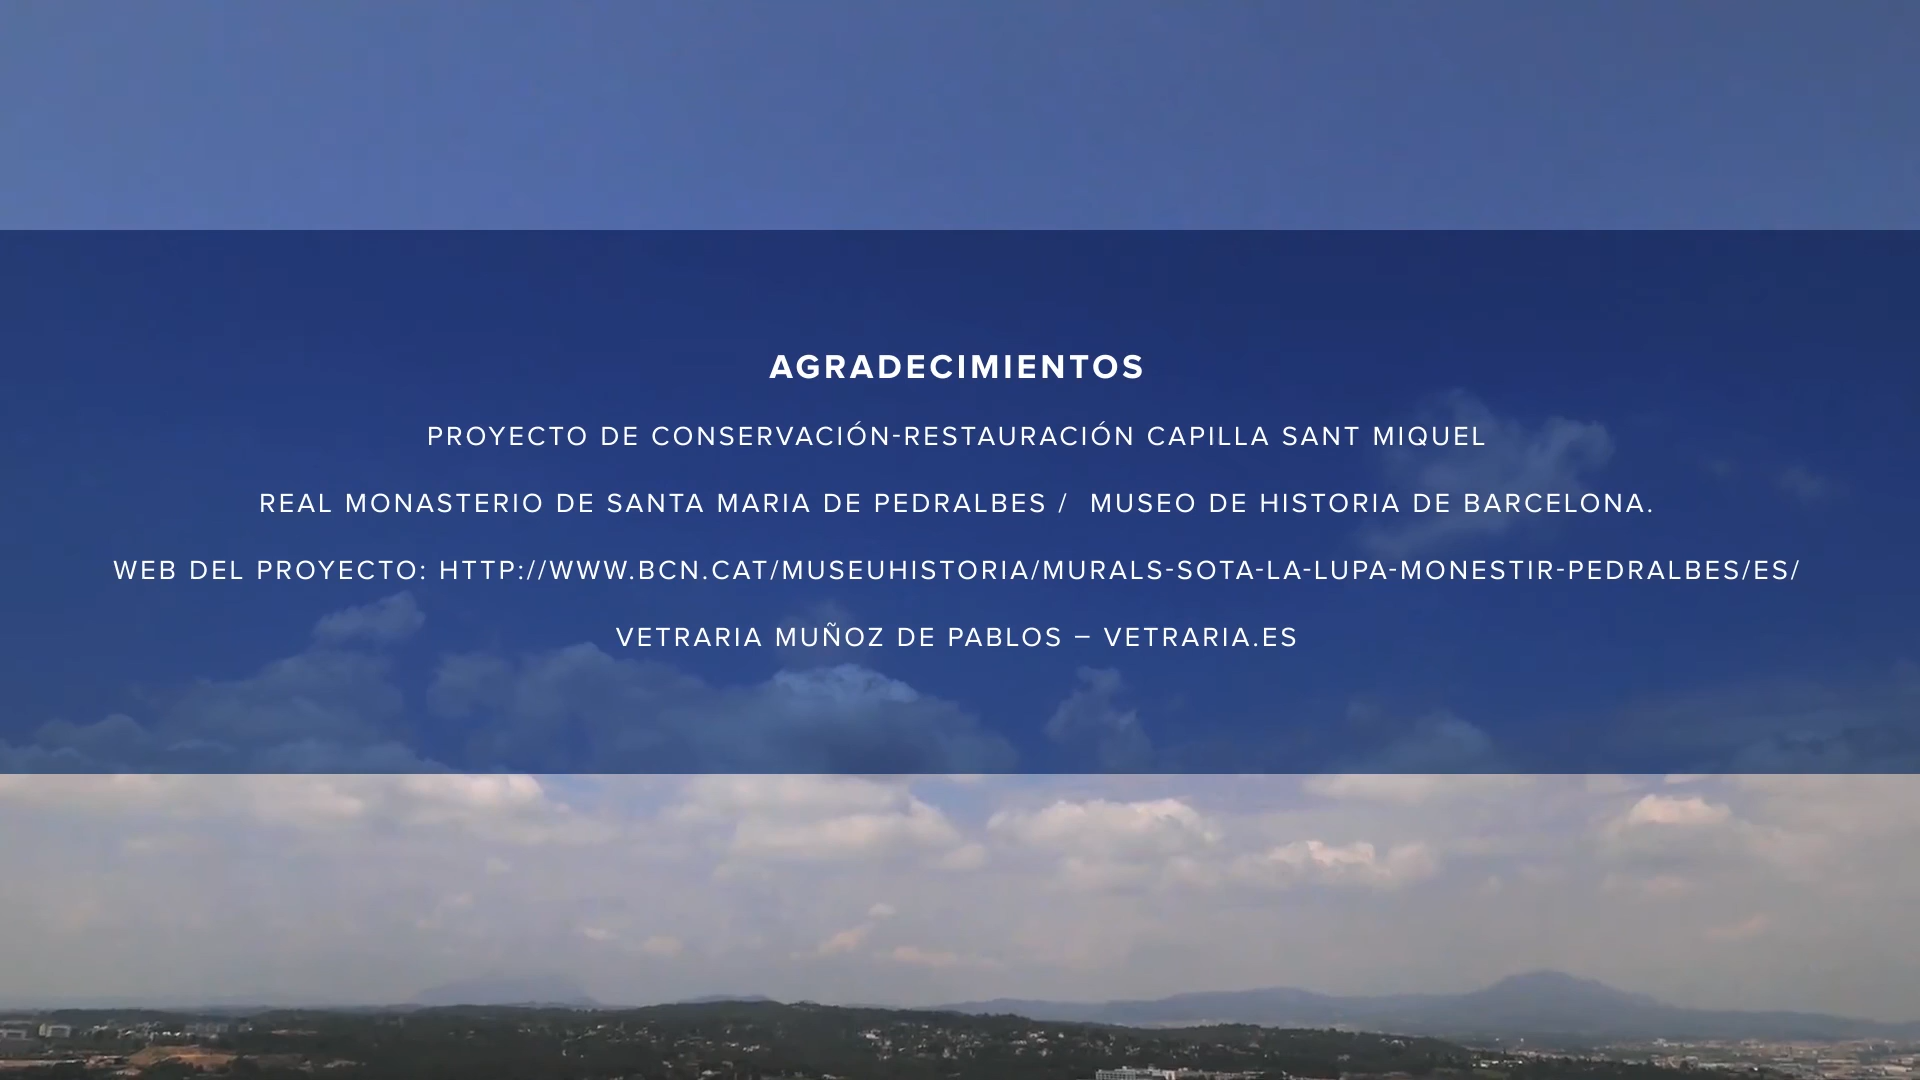 AGRADECIMIENTOS
PROYECTO DE CONSERVACIÓN-RESTAURACIÓN CAPILLA SANT MIQUEL
REAL MONASTERIO DE SANTA MARIA DE PEDRALBES /  MUSEO DE HISTORIA DE BARCELONA.
WEB DEL PROYECTO: HTTP://WWW.BCN.CAT/MUSEUHISTORIA/MURALS-SOTA-LA-LUPA-MONESTIR-PEDRALBES/ES/
VETRARIA MUÑOZ DE PABLOS – VETRARIA.ES